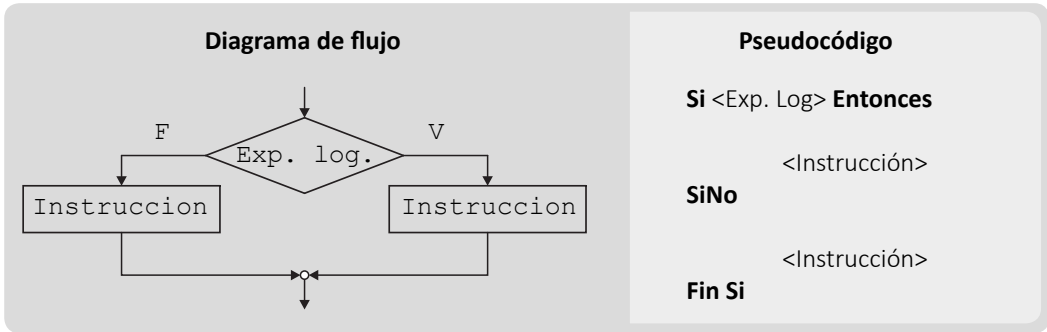 Diagrama de flujo
F
V
Exp. log.
Instruccion
Instruccion
Pseudocódigo
Si <Exp. Log> Entonces
<Instrucción>
SiNo
<Instrucción>
Fin Si